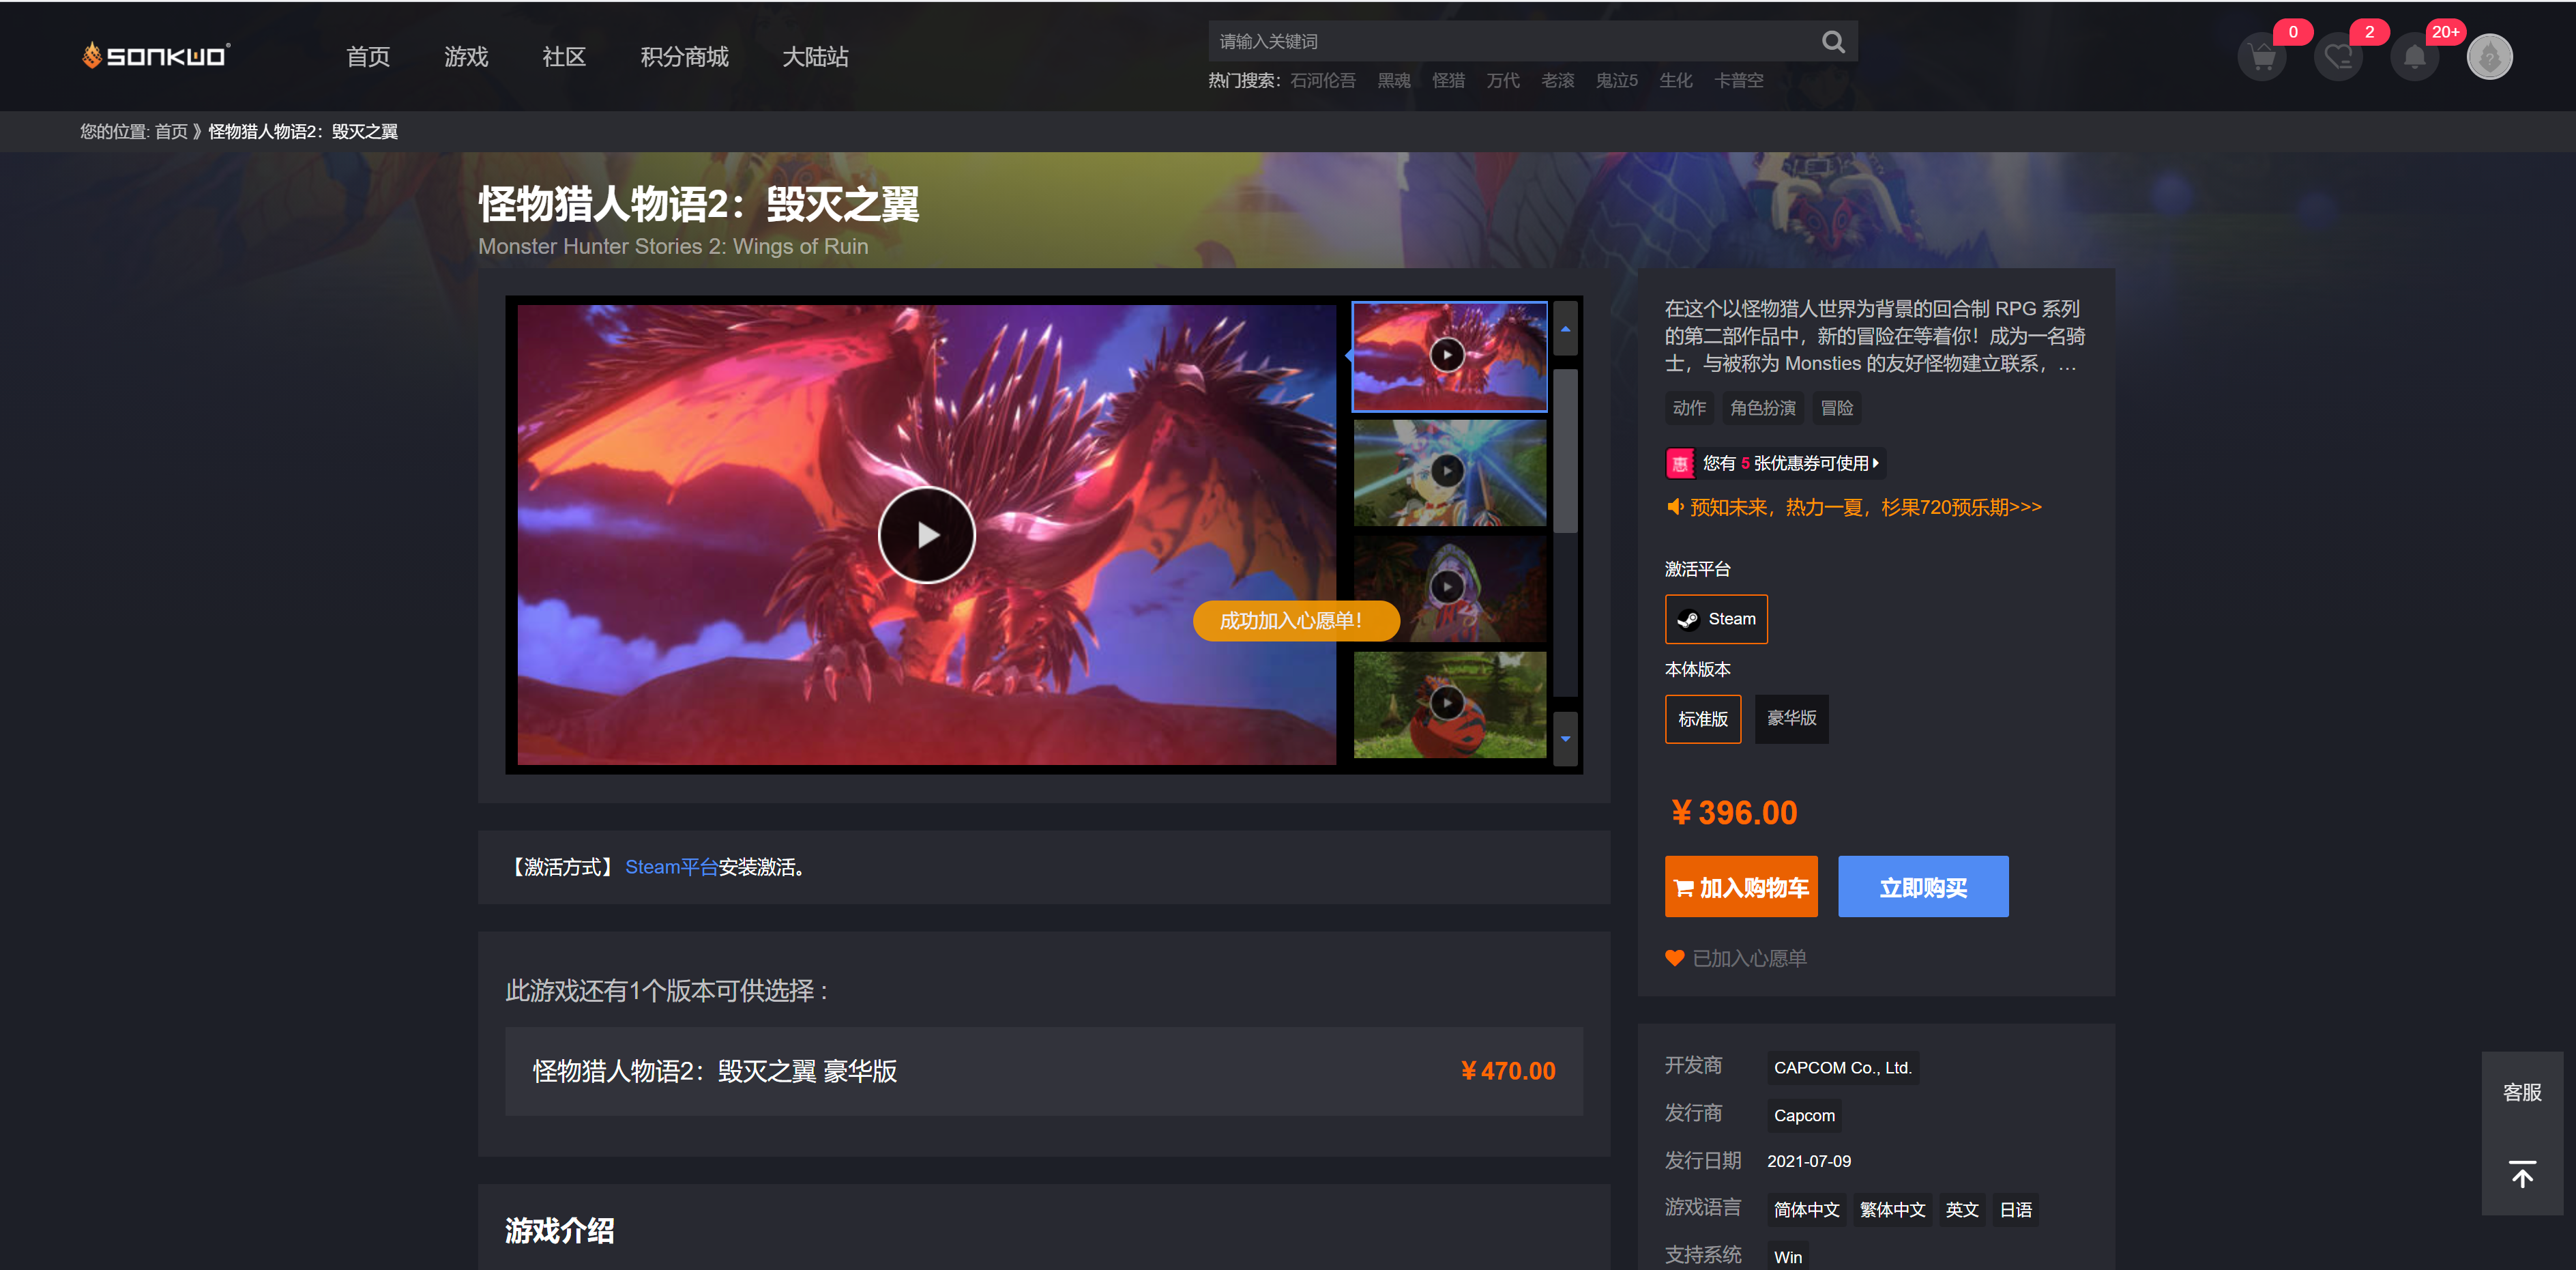 SONKWO
首页 游戏 社区 积分商城 大陆站
请输入关键词
0 2 20+
热门搜索: 石河伦吾 黑魂 怪猎 万代 老滚 鬼泣5 生化 卡普空
您的位置: 首页 》怪物猎人物语2：毁灭之翼
怪物猎人物语2：毁灭之翼
Monster Hunter Stories 2: Wings of Ruin
成功加入心愿单！
【激活方式】 Steam平台安装激活。
此游戏还有1个版本可供选择 :
怪物猎人物语2：毁灭之翼 豪华版 ¥ 470.00
游戏介绍
在这个以怪物猎人世界为背景的回合制 RPG 系列
的第二部作品中，新的冒险在等着你！成为一名骑
士，与被称为 Monsties 的友好怪物建立联系，…
动作 角色扮演 冒险
惠 您有 5 张优惠券可使用
预知未来，热力一夏，杉果720预乐期>>>
激活平台
Steam
本体版本
标准版 豪华版
¥ 396.00
加入购物车 立即购买
已加入心愿单
开发商 CAPCOM Co., Ltd.
发行商 Capcom
发行日期 2021-07-09
游戏语言 简体中文 繁体中文 英文 日语
支持系统 Win
客服